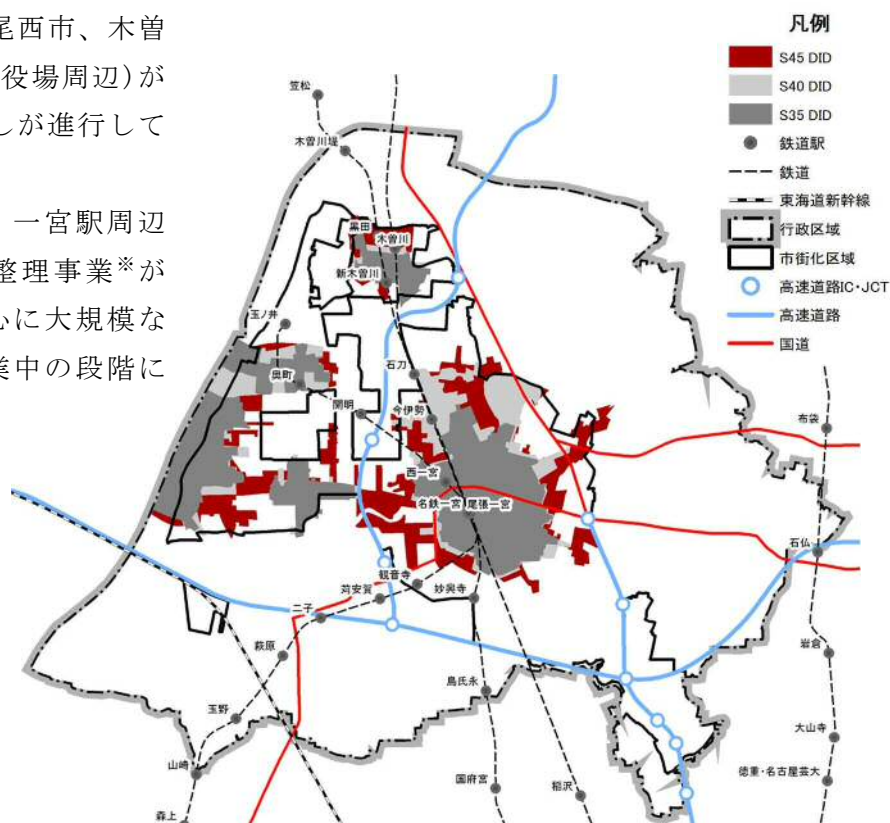 尾西市、木曽
役場周辺)が
しが進行して
一宮駅周辺
整理事業※が
心に大規模な
業中の段階に
凡例
S45 DID
S40 DID
S35 DID
鉄道駅
鉄道
東海道新幹線
行政区域
市街化区域
高速道路IC・JCT
高速道路
国道
笠松
木曽川堤
黒田
木曽川
新木曽川
玉ノ井
石刀
奥町
開明
今伊勢
布袋
西一宮
名鉄一宮
尾張一宮
石仏
観音寺
苅安賀
妙興寺
二子
萩原
岩倉
島氏永
玉野
大山寺
山崎
国府宮
稲沢
徳重・名古屋芸大
森上